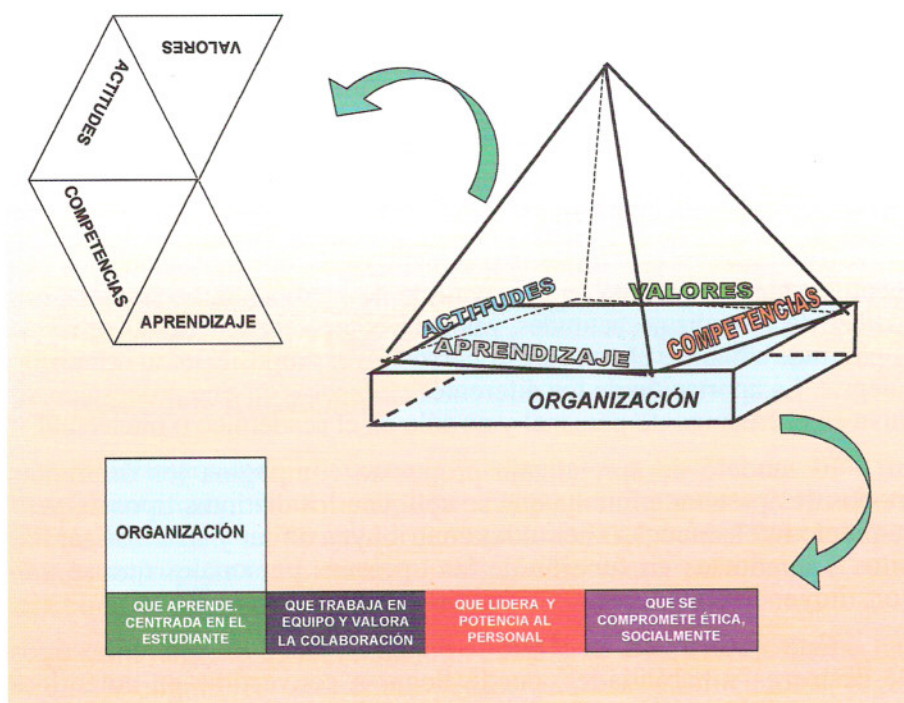 VALORES
ACTITUDES
COMPETENCIAS
APRENDIZAJE
ACTITUDES
VALORES
COMPETENCIAS
APRENDIZAJE
ORGANIZACIÓN
ORGANIZACIÓN
QUE APRENDE.
CENTRADA EN EL
ESTUDIANTE
QUE TRABAJA EN
EQUIPO Y VALORA
LA COLABORACIÓN
QUE LIDERA Y
POTENCIA AL
PERSONAL
QUE SE
COMPROMETE ÉTICA,
SOCIALMENTE